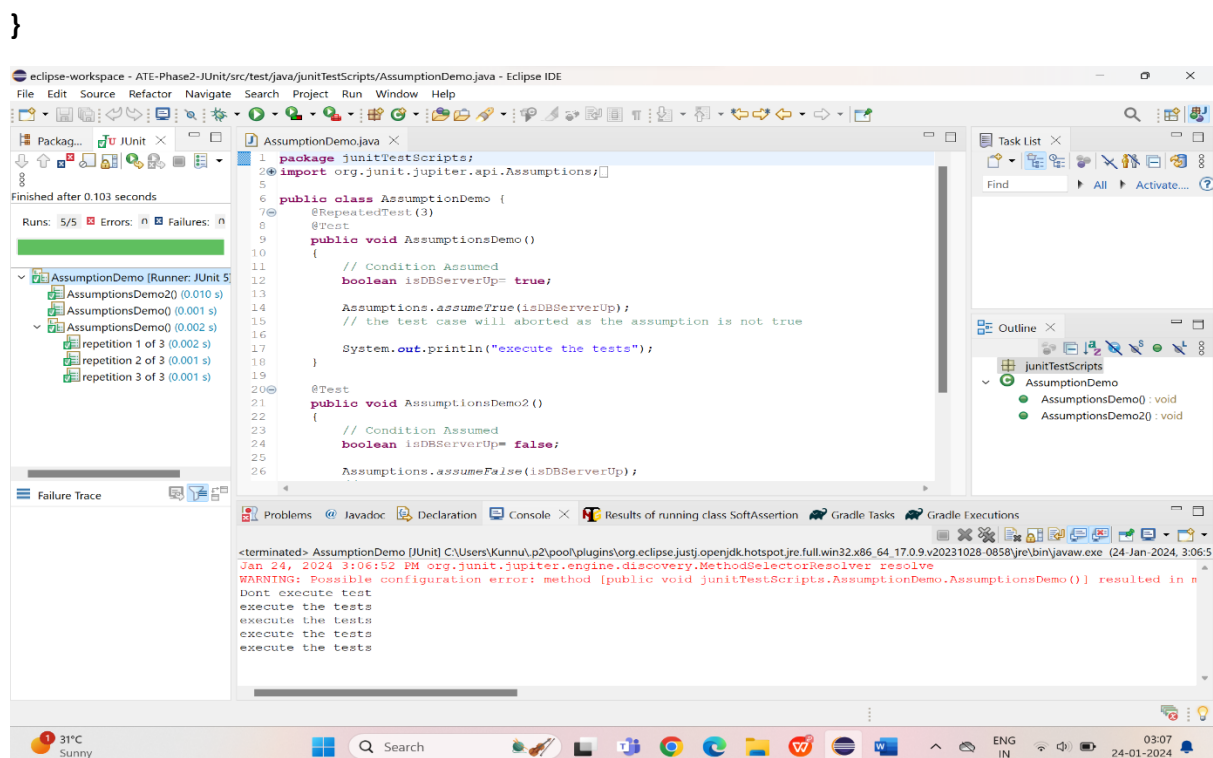 }
eclipse-workspace - ATE-Phase2-JUnit/src/test/java/junitTestScripts/AssumptionDemo.java - Eclipse IDE
File Edit Source Refactor Navigate Search Project Run Window Help
Packag... JUnit
Finished after 0.103 seconds
Runs: 5/5 Errors: 0 Failures: 0
AssumptionDemo [Runner: JUnit 5]
AssumptionsDemo2() (0.010 s)
AssumptionsDemo() (0.001 s)
AssumptionsDemo() (0.002 s)
repetition 1 of 3 (0.002 s)
repetition 2 of 3 (0.001 s)
repetition 3 of 3 (0.001 s)
Failure Trace
AssumptionDemo.java
1 package junitTestScripts;
2 import org.junit.jupiter.api.Assumptions;
5
6 public class AssumptionDemo {
7 @RepeatedTest(3)
8 @Test
9 public void AssumptionsDemo()
10 {
11 // Condition Assumed
12 boolean isDBServerUp= true;
13
14 Assumptions.assumeTrue(isDBServerUp);
15 // the test case will aborted as the assumption is not true
16
17 System.out.println("execute the tests");
18 }
19
20 @Test
21 public void AssumptionsDemo2()
22 {
23 // Condition Assumed
24 boolean isDBServerUp= false;
25
26 Assumptions.assumeFalse(isDBServerUp);
Task List
Find All Activate...
Outline
junitTestScripts
AssumptionDemo
AssumptionsDemo() : void
AssumptionsDemo2() : void
Problems Javadoc Declaration Console Results of running class SoftAssertion Gradle Tasks Gradle Executions
<terminated> AssumptionDemo [JUnit] C:\Users\Kunnu\.p2\pool\plugins\org.eclipse.justj.openjdk.hotspot.jre.full.win32.x86_64_17.0.9.v20231028-0858\jre\bin\javaw.exe (24-Jan-2024, 3:06:5
Jan 24, 2024 3:06:52 PM org.junit.jupiter.engine.discovery.MethodSelectorResolver resolve
WARNING: Possible configuration error: method [public void junitTestScripts.AssumptionDemo.AssumptionsDemo()] resulted in m
Dont execute test
execute the tests
execute the tests
execute the tests
execute the tests
1 31°C
Sunny
Search
ENG
IN
03:07
24-01-2024